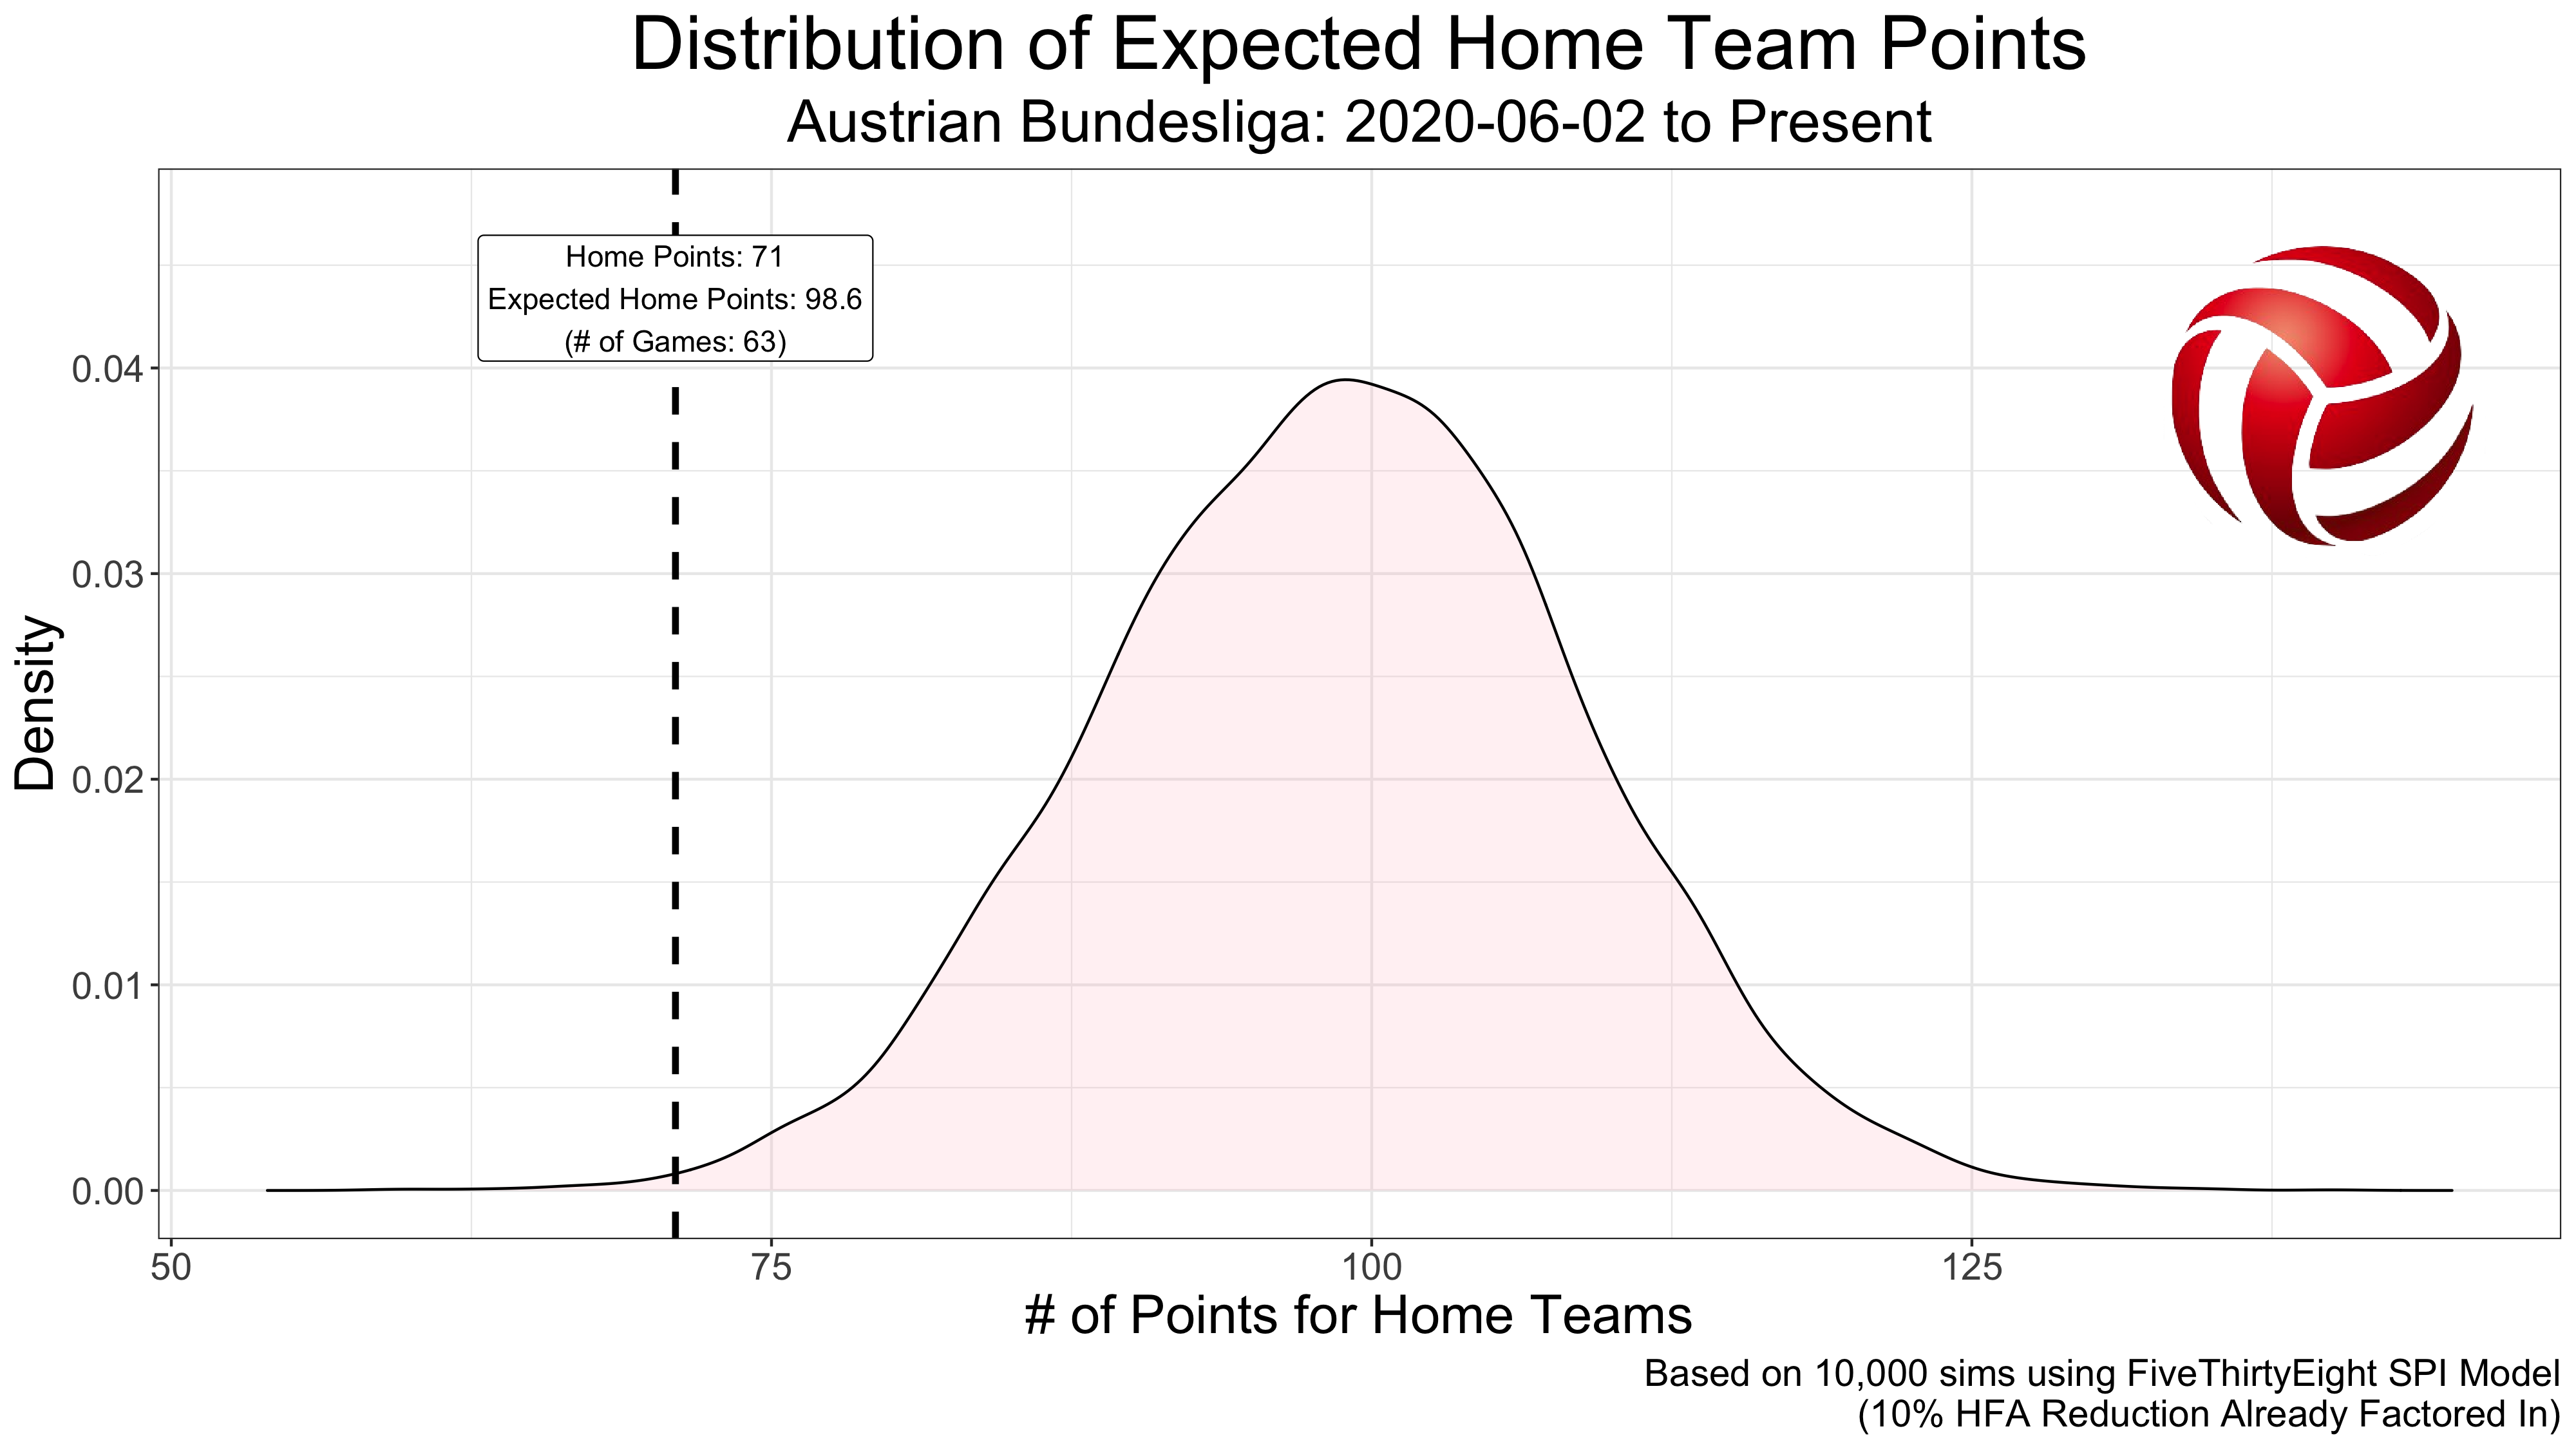 Distribution of Expected Home Team Points
Austrian Bundesliga: 2020-06-02 to Present
Home Points: 71
Expected Home Points: 98.6
(# of Games: 63)
Density
0.04
0.03
0.02
0.01
0.00
50
75
100
125
# of Points for Home Teams
Based on 10,000 sims using FiveThirtyEight SPI Model
(10% HFA Reduction Already Factored In)